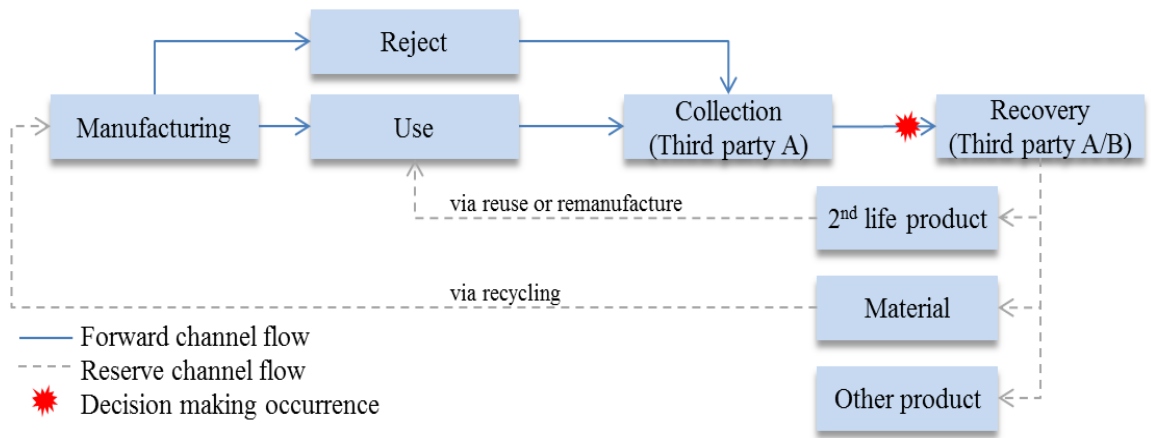 Reject
Manufacturing
Use
Collection
(Third party A)
Recovery
(Third party A/B)
via reuse or remanufacture
2nd life product
via recycling
Material
Forward channel flow
Reserve channel flow
Decision making occurrence
Other product